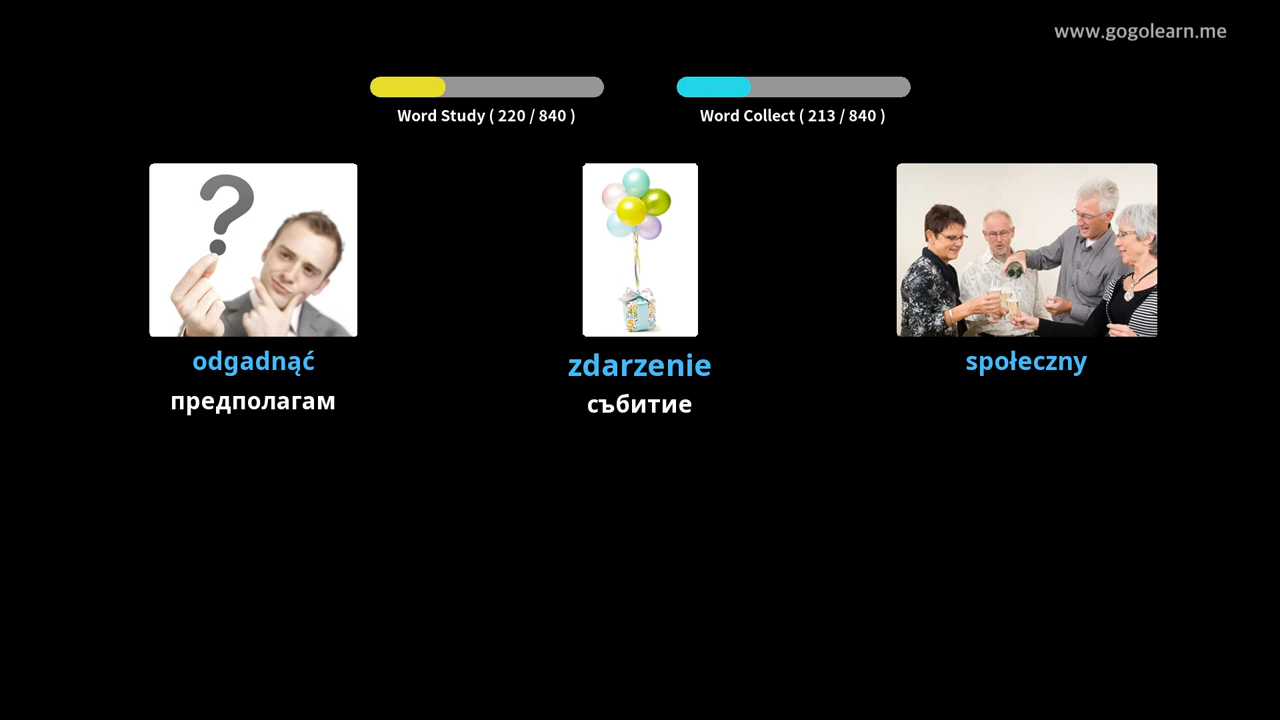 www.gogolearn.me
Word Study ( 220 / 840 )
Word Collect ( 213 / 840 )
odgadnąć
предполагам
zdarzenie
събитие
społeczny